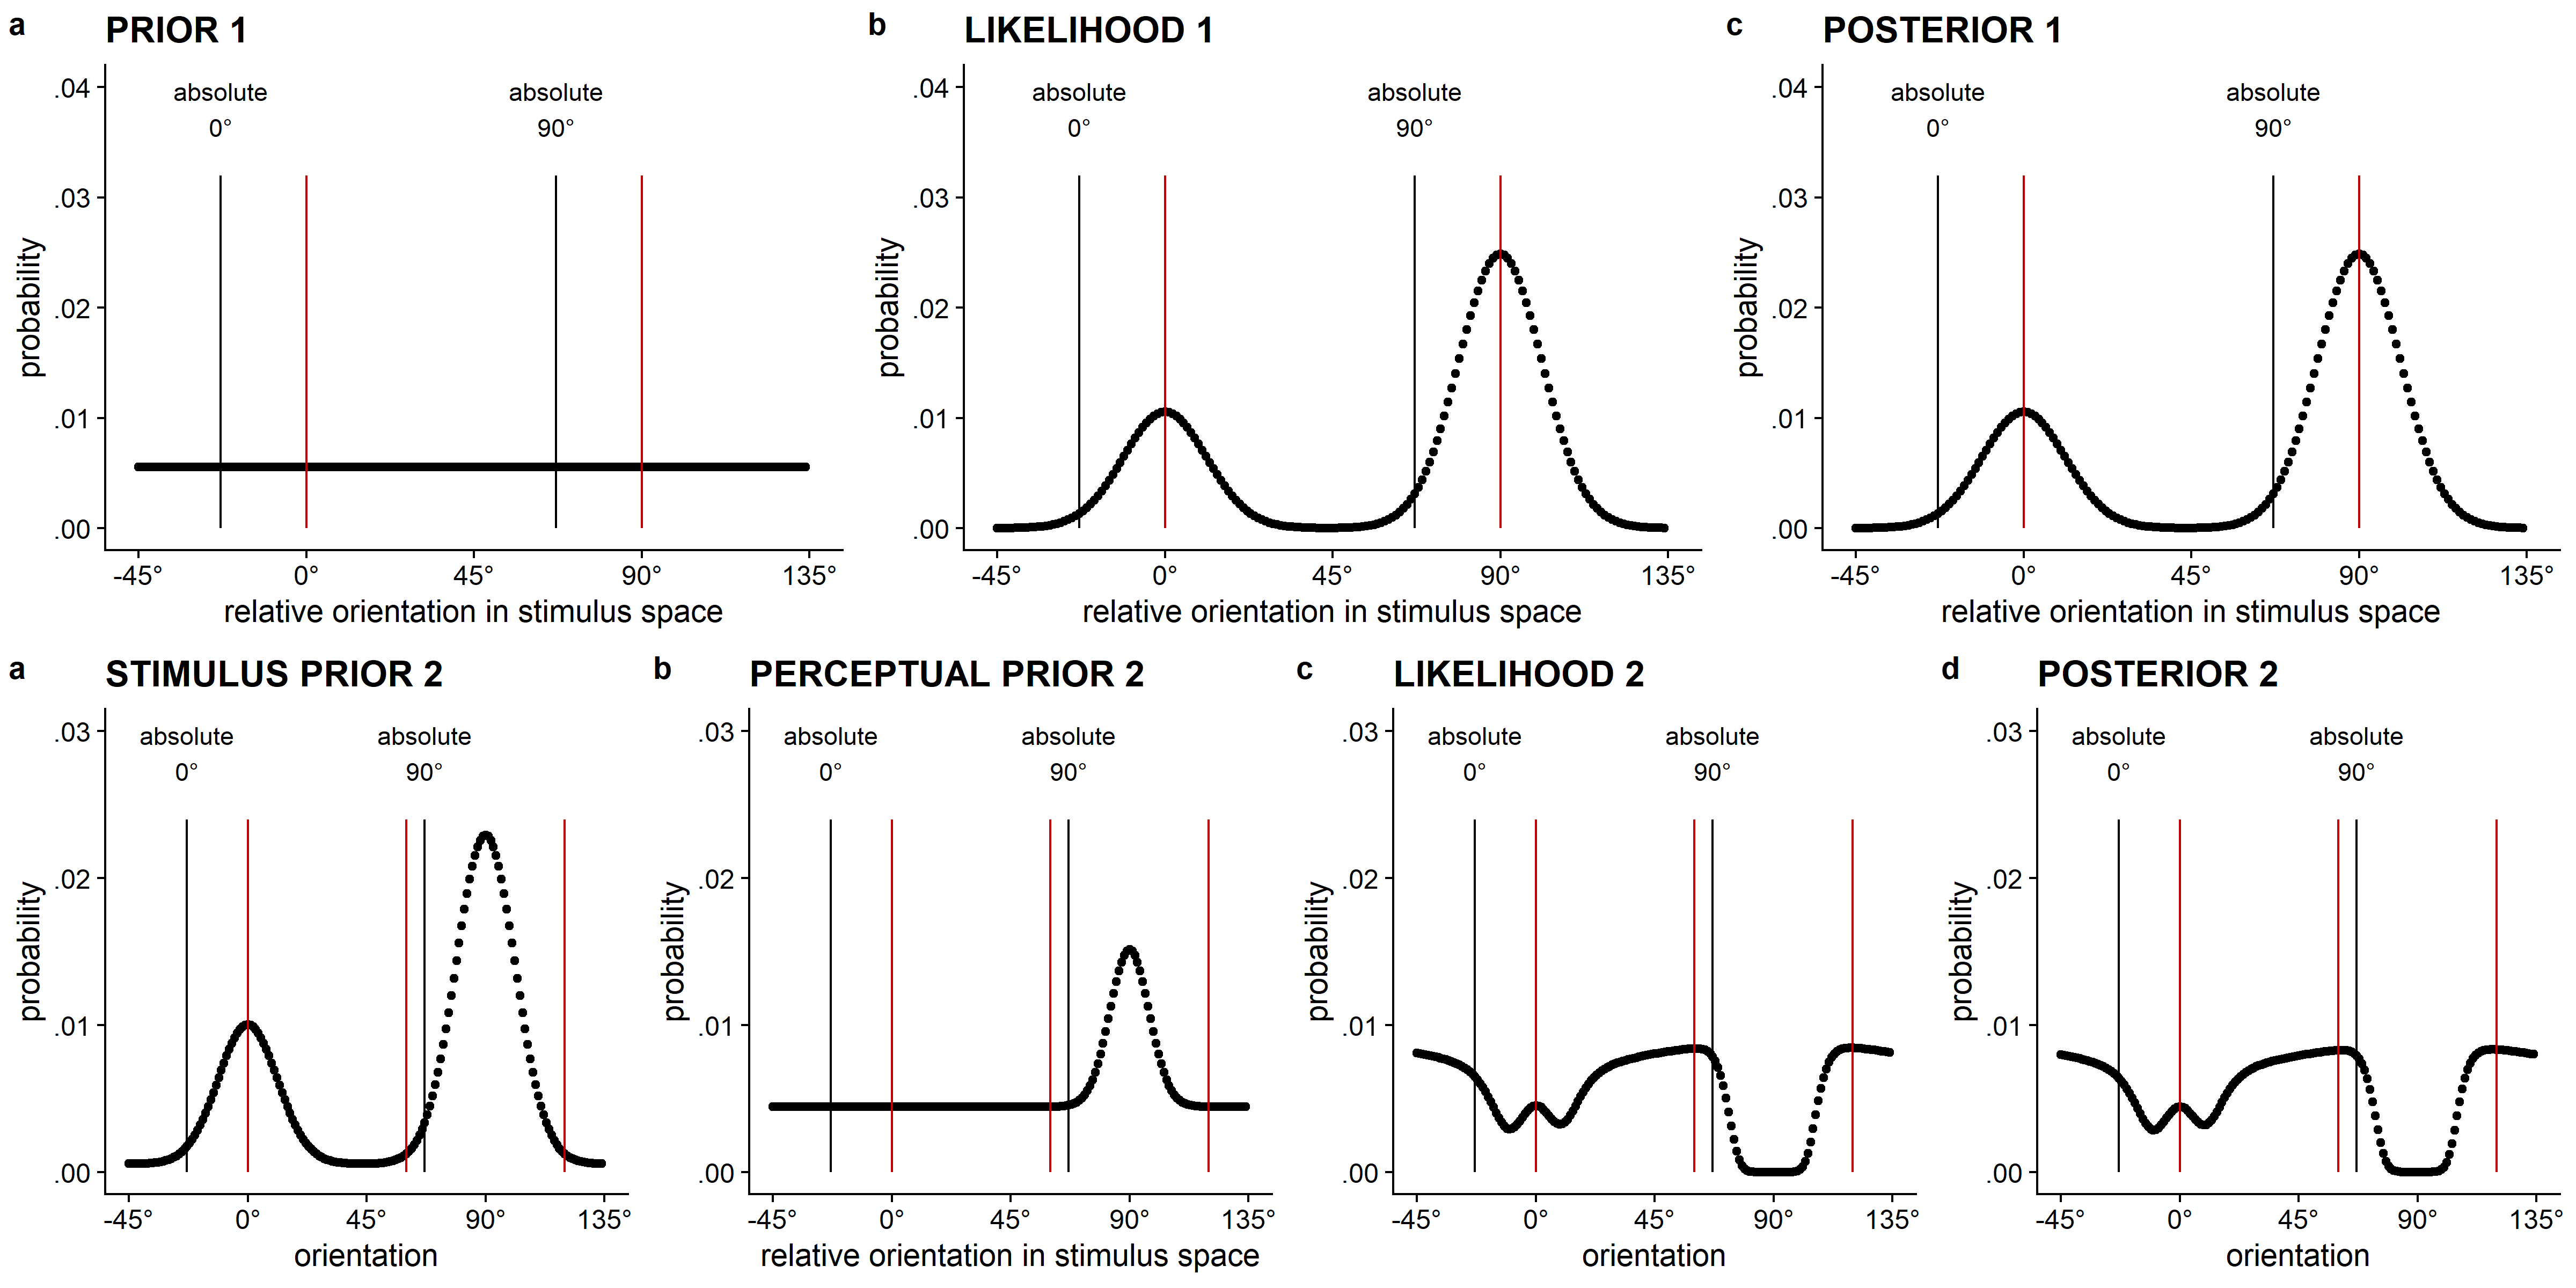 a PRIOR 1
.04
.03
.02
.01
.00
absolute
0°
absolute
90°
probability
-45° 0° 45° 90° 135°
relative orientation in stimulus space
b LIKELIHOOD 1
.04
.03
.02
.01
.00
absolute
0°
absolute
90°
probability
-45° 0° 45° 90° 135°
relative orientation in stimulus space
c POSTERIOR 1
.04
.03
.02
.01
.00
absolute
0°
absolute
90°
probability
-45° 0° 45° 90° 135°
relative orientation in stimulus space
a STIMULUS PRIOR 2
.03
.02
.01
.00
absolute
0°
absolute
90°
probability
-45° 0° 45° 90° 135°
orientation
b PERCEPTUAL PRIOR 2
.03
.02
.01
.00
absolute
0°
absolute
90°
probability
-45° 0° 45° 90° 135°
relative orientation in stimulus space
c LIKELIHOOD 2
.03
.02
.01
.00
absolute
0°
absolute
90°
probability
-45° 0° 45° 90° 135°
orientation
d POSTERIOR 2
.03
.02
.01
.00
absolute
0°
absolute
90°
probability
-45° 0° 45° 90° 135°
orientation